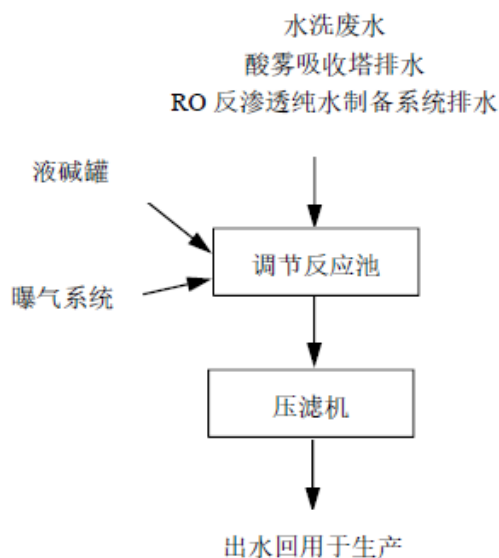 水洗废水
酸雾吸收塔排水
RO 反渗透纯水制备系统排水
液碱罐
调节反应池
曝气系统
压滤机
出水回用于生产